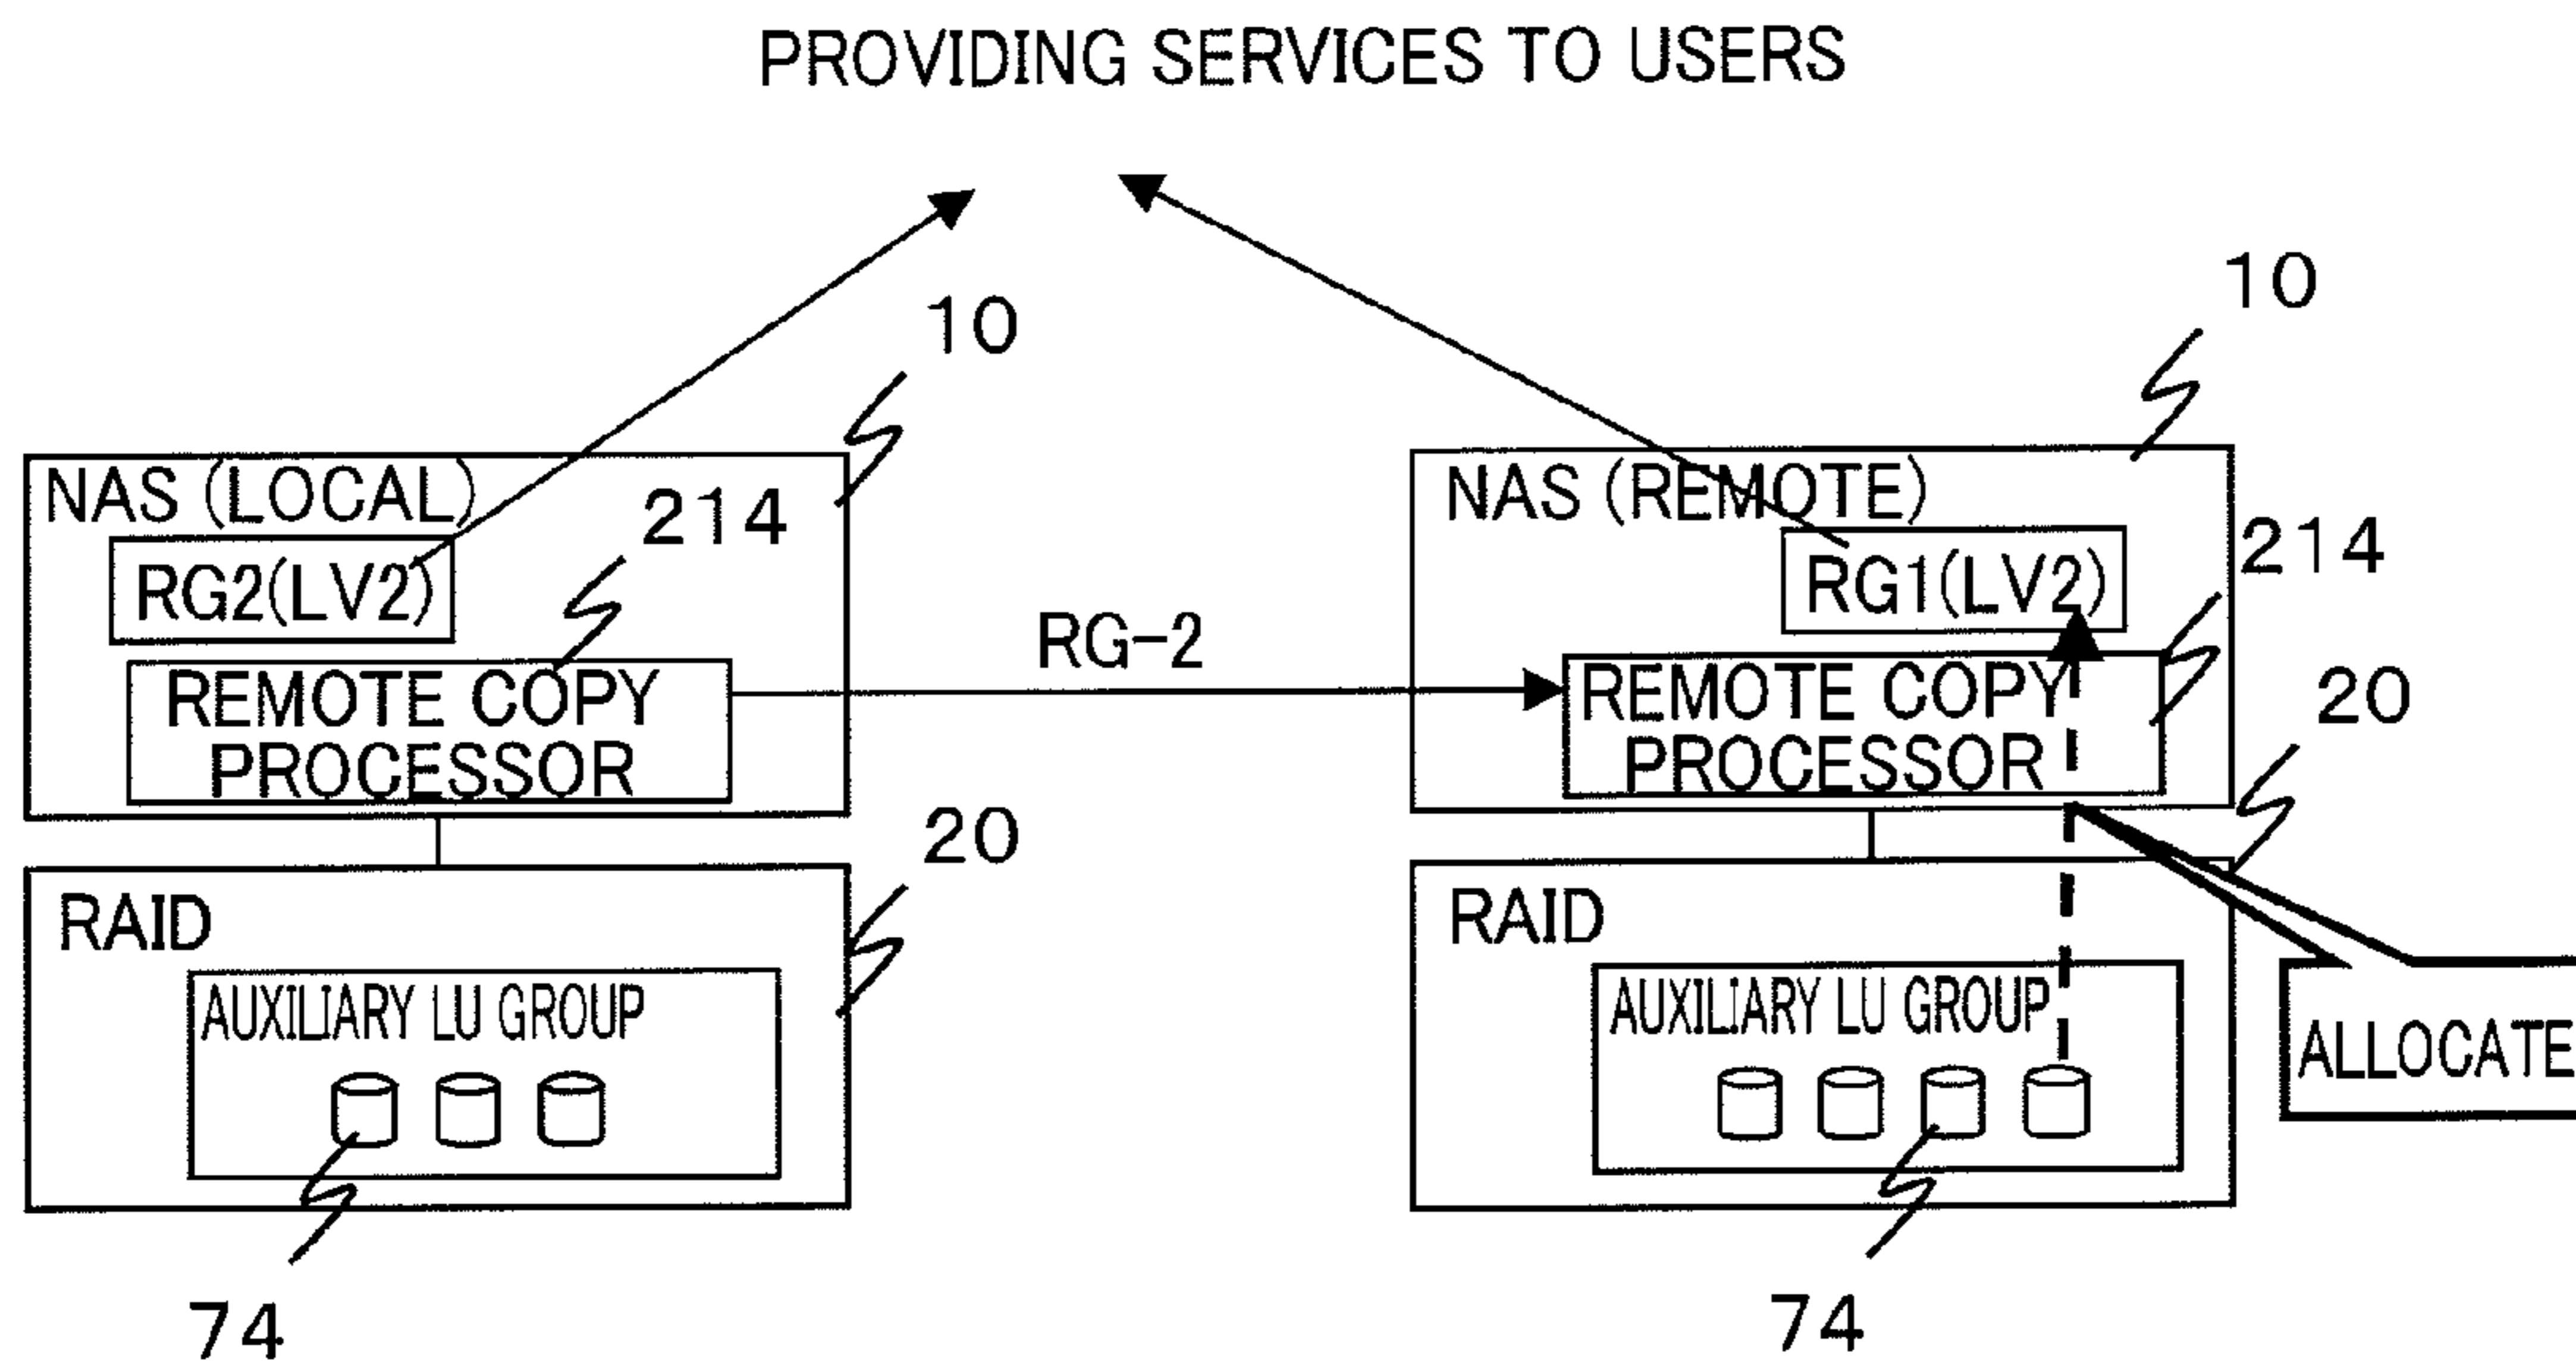 PROVIDING SERVICES TO USERS
10
10
NAS (LOCAL)
214
RG2(LV2)
REMOTE COPY
PROCESSOR
RG-2
NAS (REMOTE)
RG1(LV2)
214
REMOTE COPY
PROCESSOR
20
20
RAID
AUXILIARY LU GROUP
74
RAID
AUXILIARY LU GROUP
74
ALLOCATE